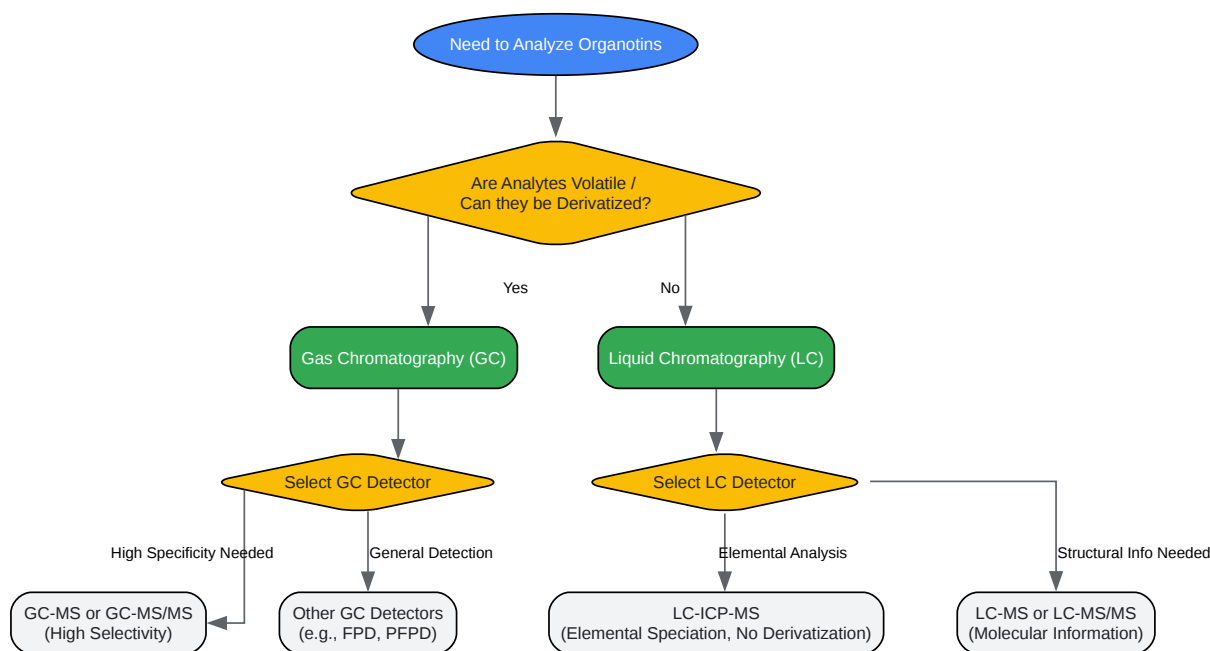 Need to Analyze Organotins
Are Analytes Volatile /
Can they be Derivatized?
Yes
No
Gas Chromatography (GC)
Liquid Chromatography (LC)
Select GC Detector
Select LC Detector
High Specificity Needed
General Detection
Elemental Analysis
Structural Info Needed
GC-MS or GC-MS/MS
(High Selectivity)
Other GC Detectors
(e.g., FPD, PFPD)
LC-ICP-MS
(Elemental Speciation, No Derivatization)
LC-MS or LC-MS/MS
(Molecular Information)